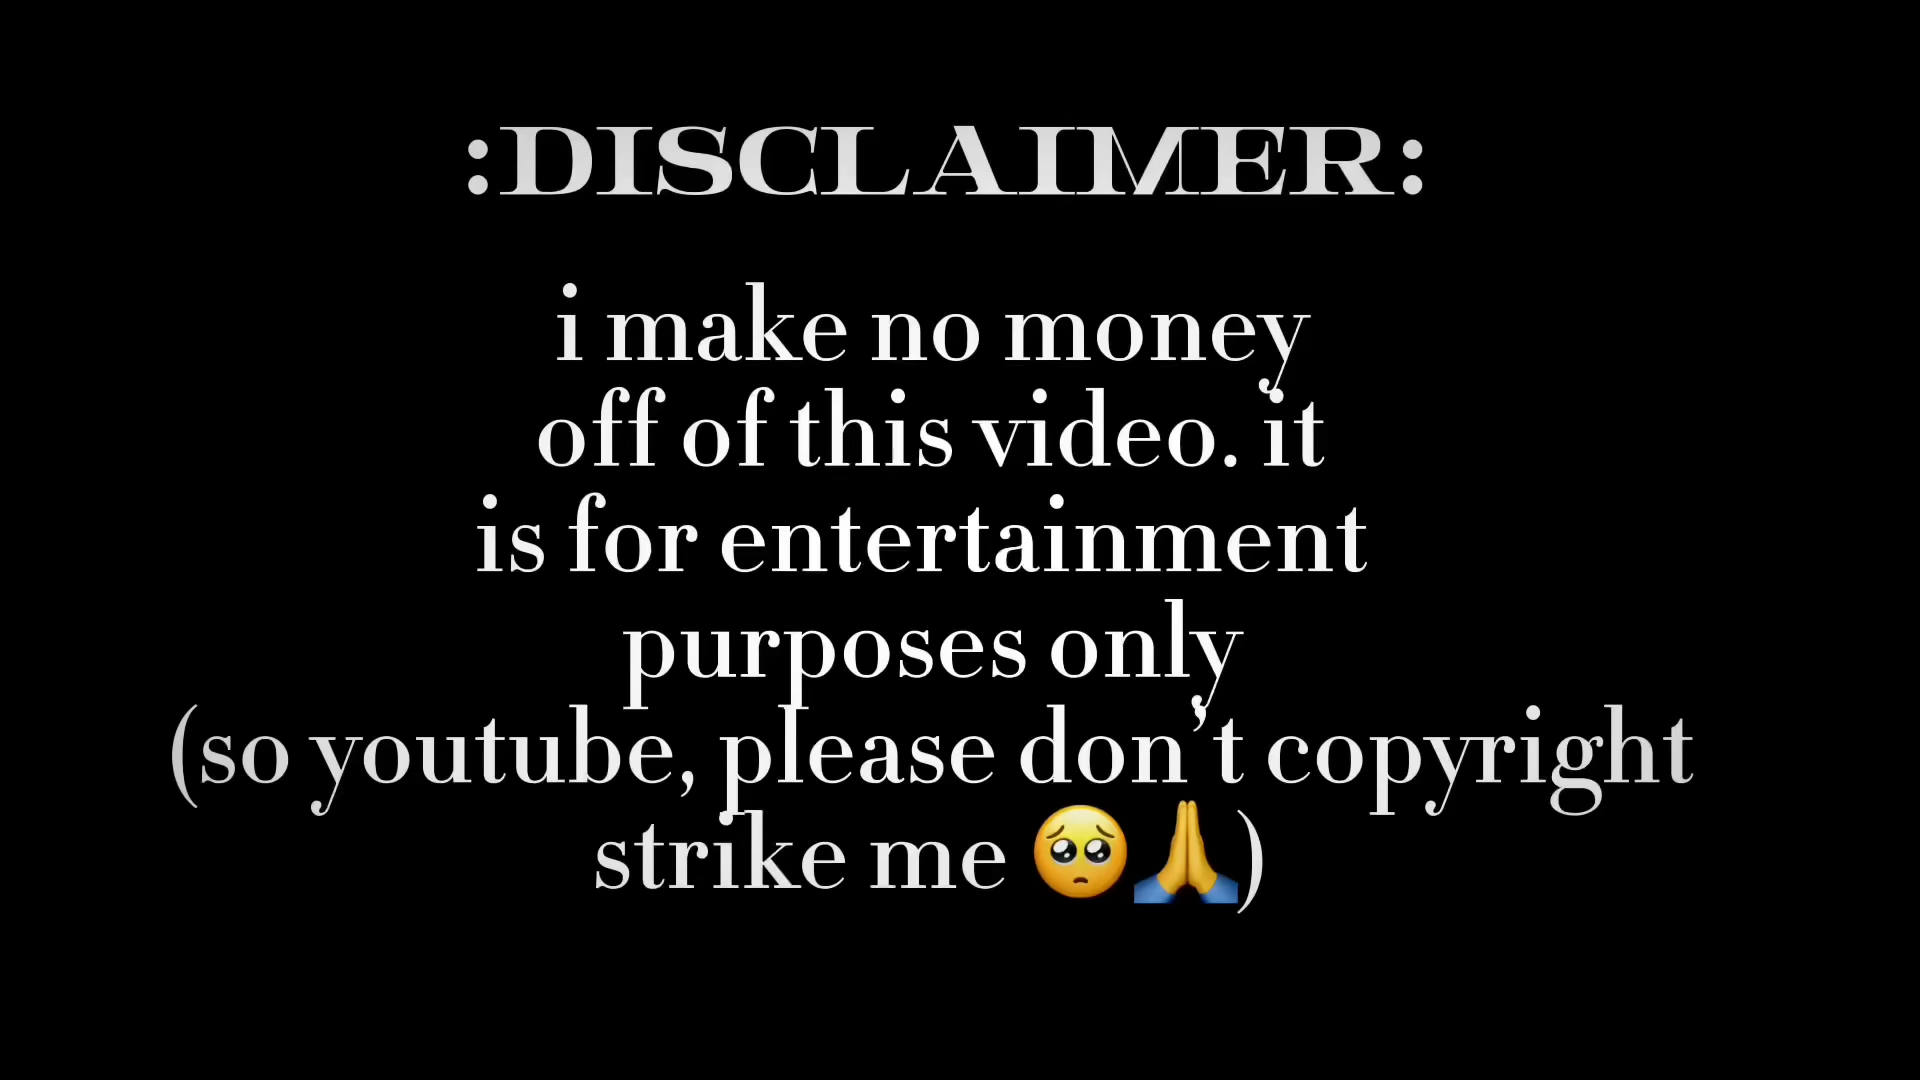 :DISCLAIMER:
i make no money
off of this video. it
is for entertainment
purposes only
(so youtube, please don't copyright
strike me 🥺🙏)